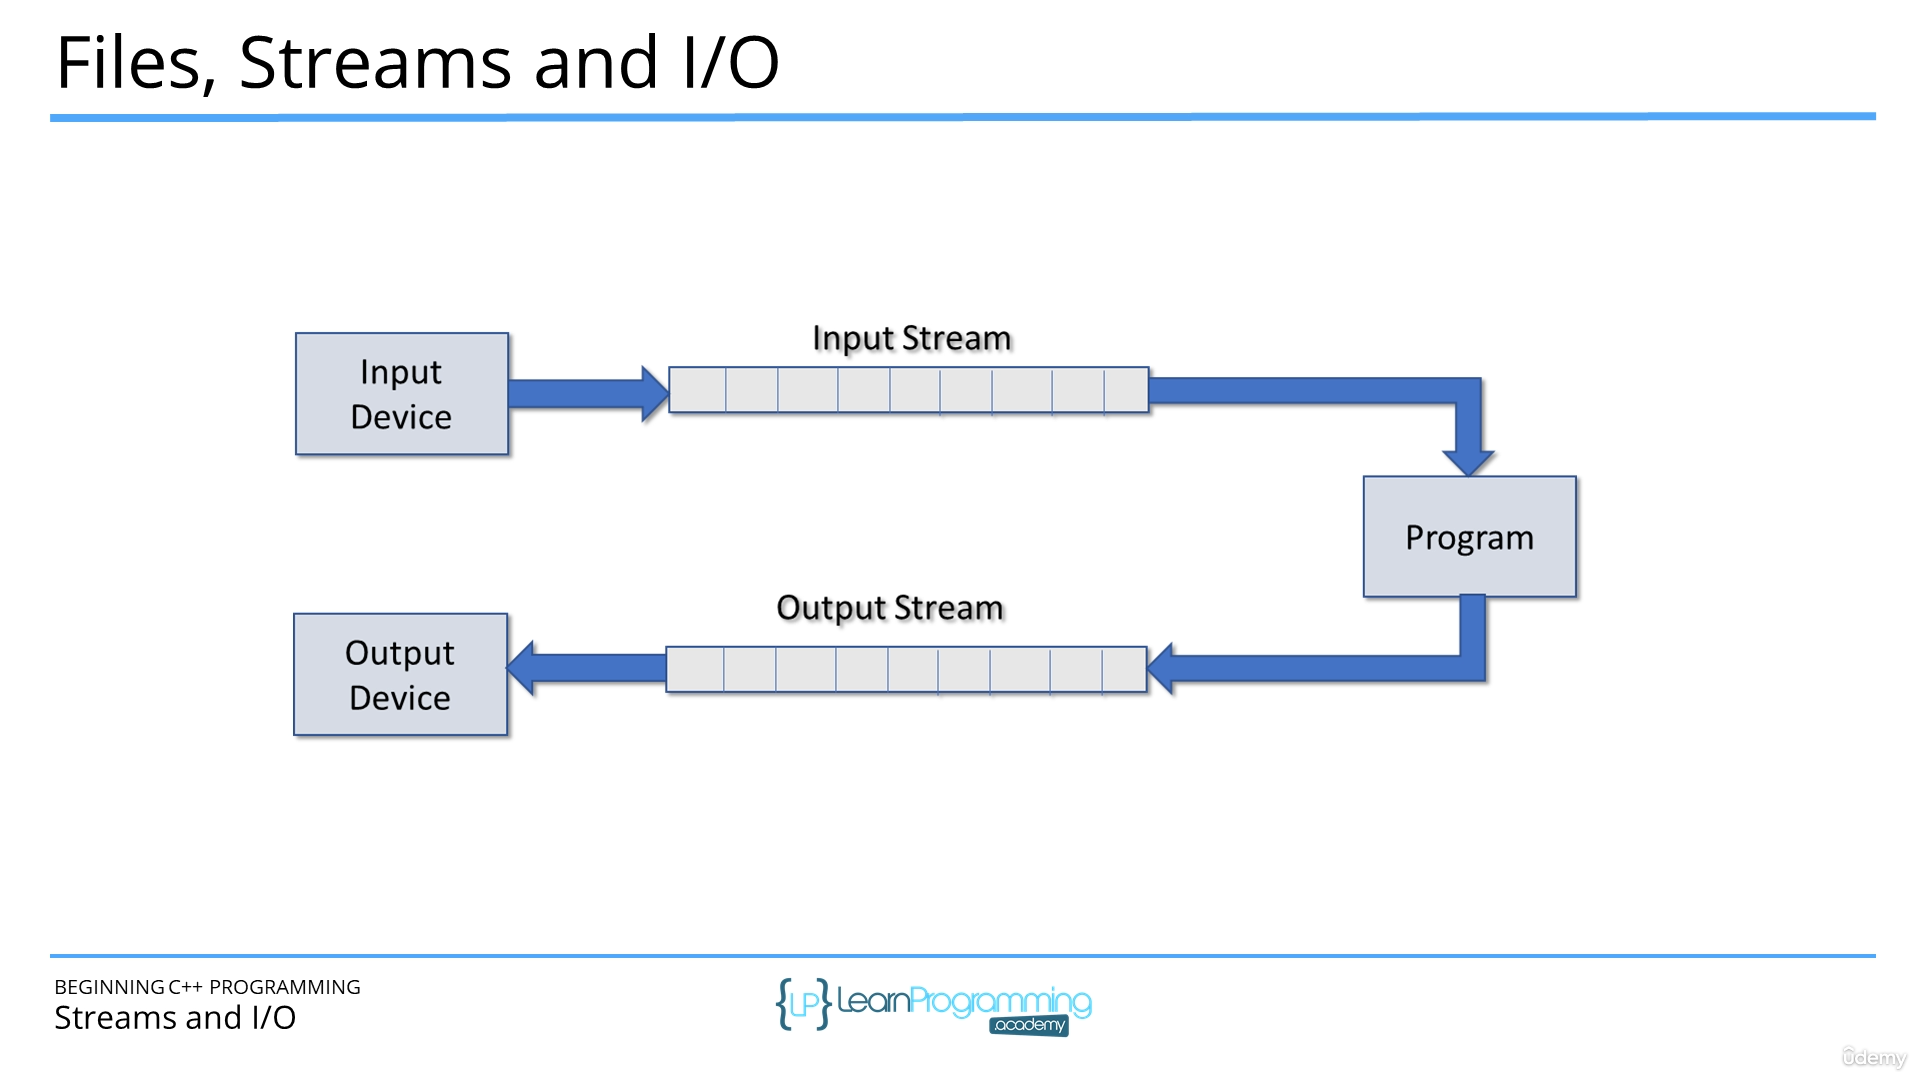 Files, Streams and I/O
Input Stream
Input
Device
Program
Output Stream
Output
Device
BEGINNING C++ PROGRAMMING
Streams and I/O
{LP} LearnProgramming
.academy
ûdemy